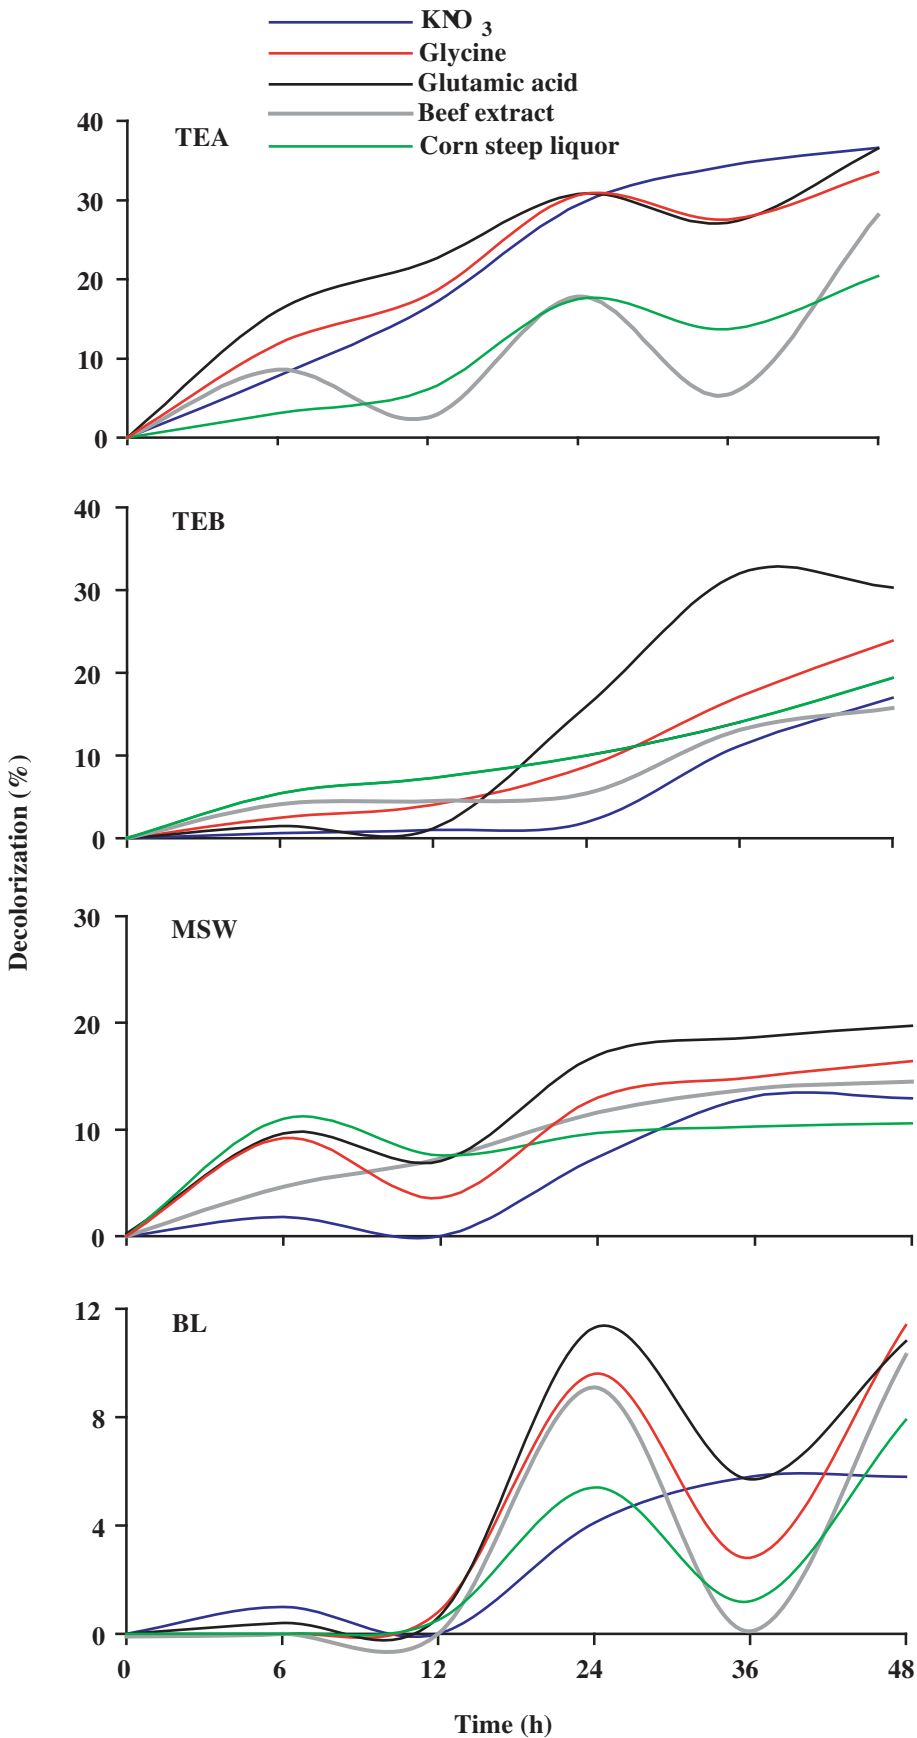 KNO 3
Glycine
Glutamic acid
Beef extract
Corn steep liquor
TEA
40
30
20
10
0
TEB
40
30
20
10
0
MSW
30
20
10
0
BL
12
8
4
0
0 6 12 24 36 48
Time (h)
Decolorization (%)